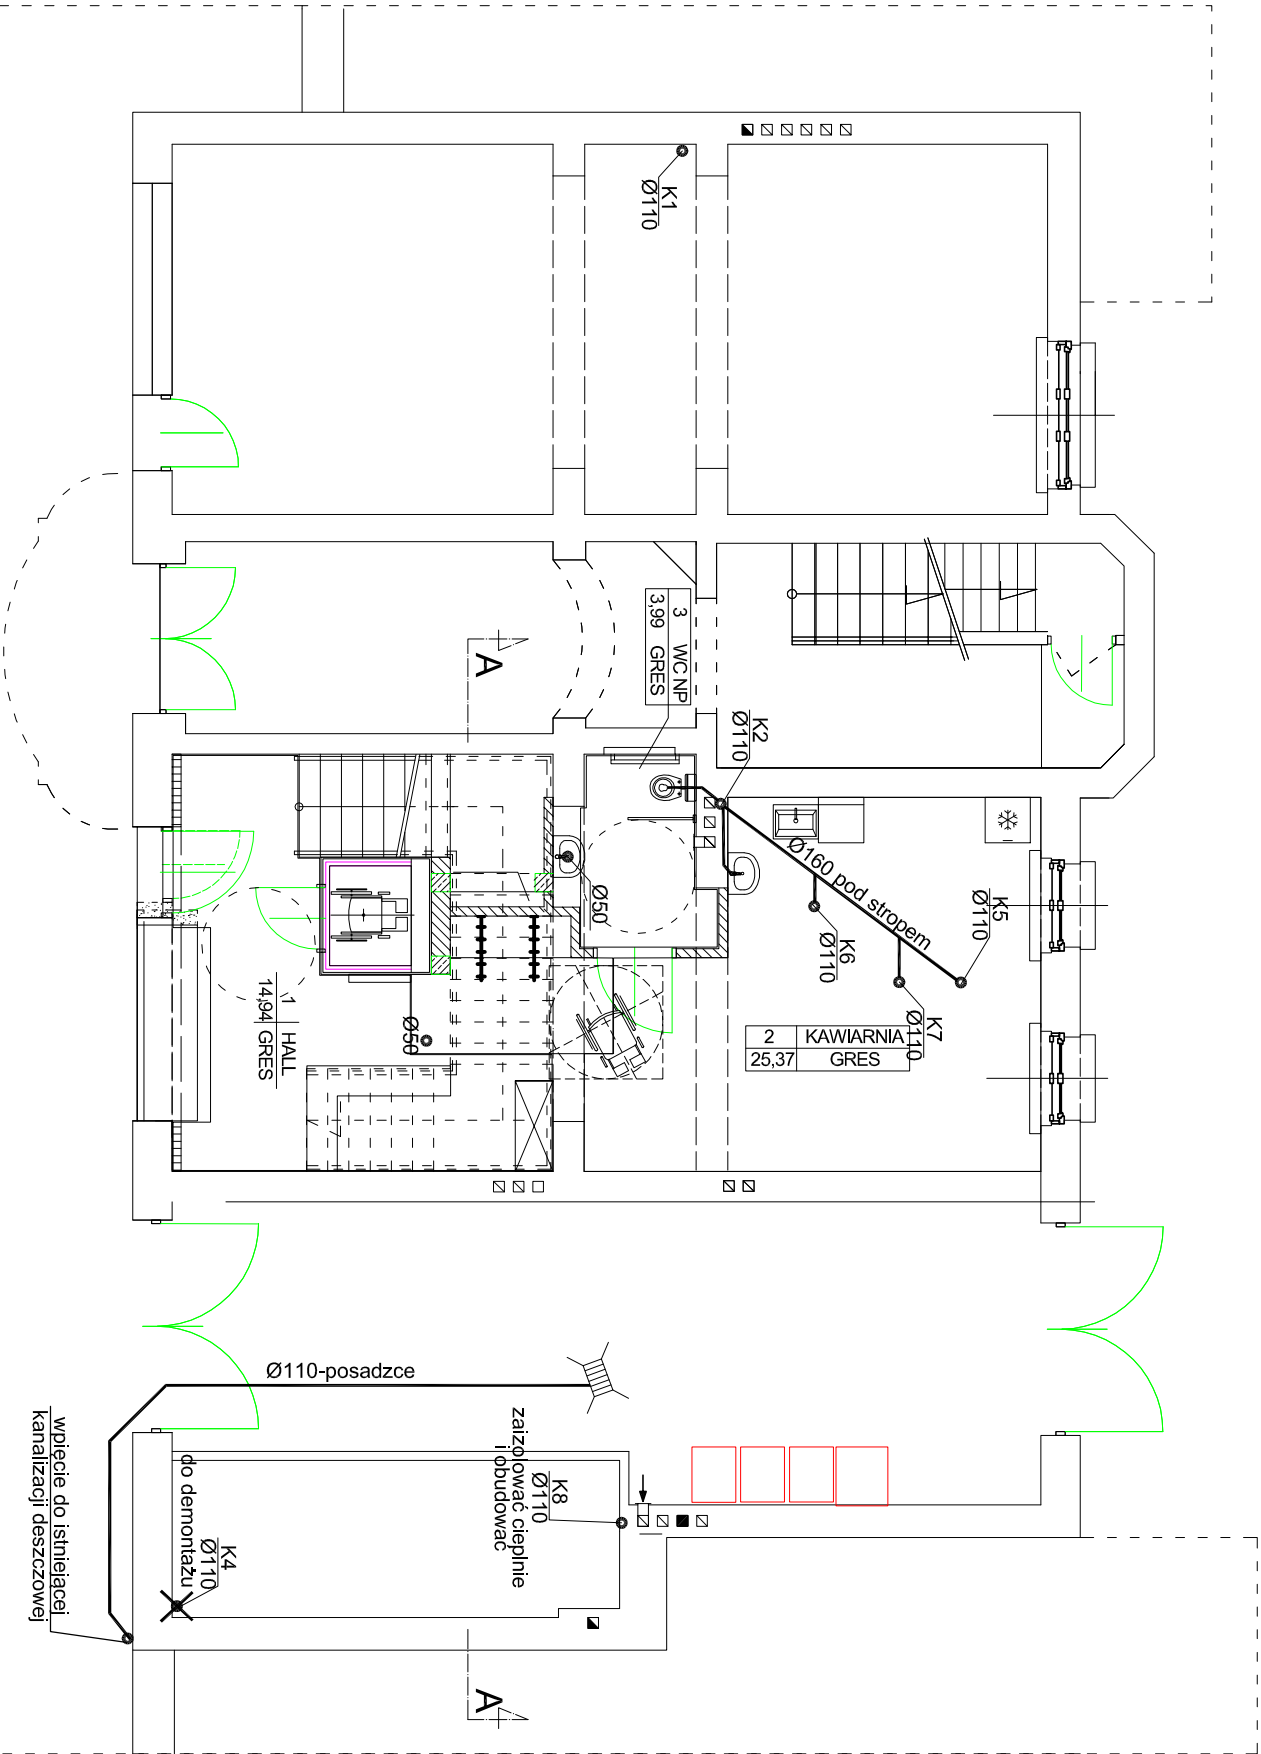 K1
Ø110
3 WC NP
3,99 GRES
A
K2
Ø110
Ø160 pod stropem
K5
Ø110
K6
Ø110
K7
Ø110
2 KAWIARNIA
25,37 GRES
Ø50
Ø50
1 HALL
14,94 GRES
Ø110-posadzce
zaizolować cieplnie
i obudować
K8
Ø110
do demontażu
K4
Ø110
wpięcie do istniejącej
kanalizacji deszczowej
A